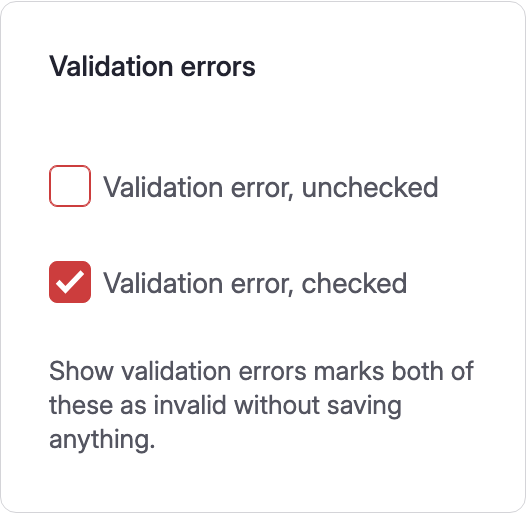 Validation errors
Validation error, unchecked
Validation error, checked
Show validation errors marks both of
these as invalid without saving
anything.